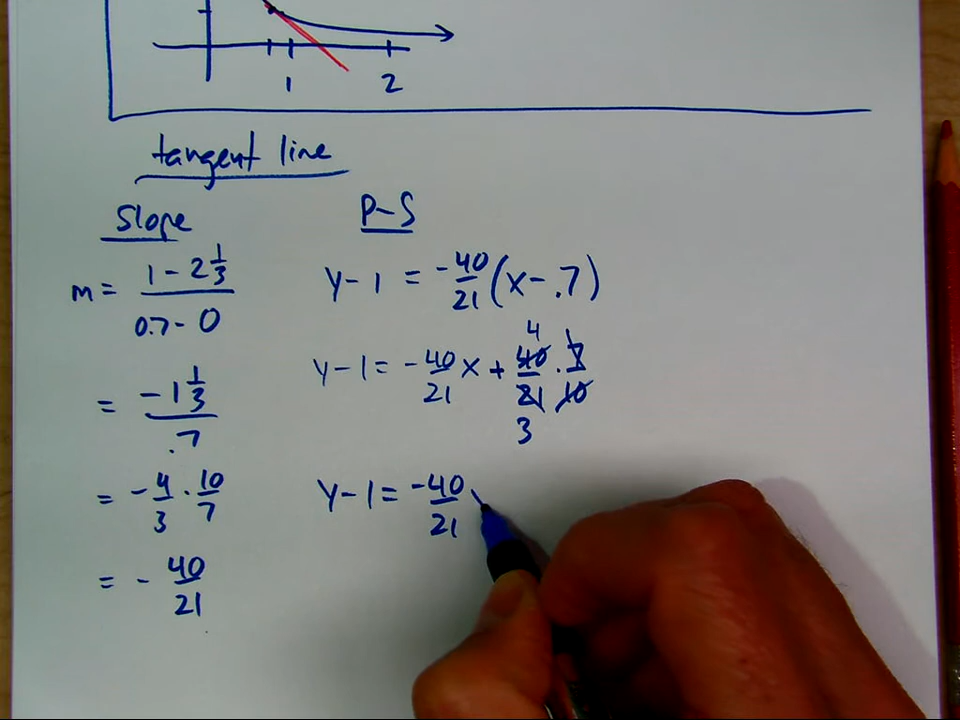 1 2
tangent line
Slope
m = 1 - 2 1/3 / 0.7 - 0
= -1 1/3 / .7
= -4/3 · 10/7
= - 40/21
P-S
y - 1 = -40/21 (x - .7)
4 1
y - 1 = -40/21 x + 40/21 · 7/10
3
y - 1 = -40/21